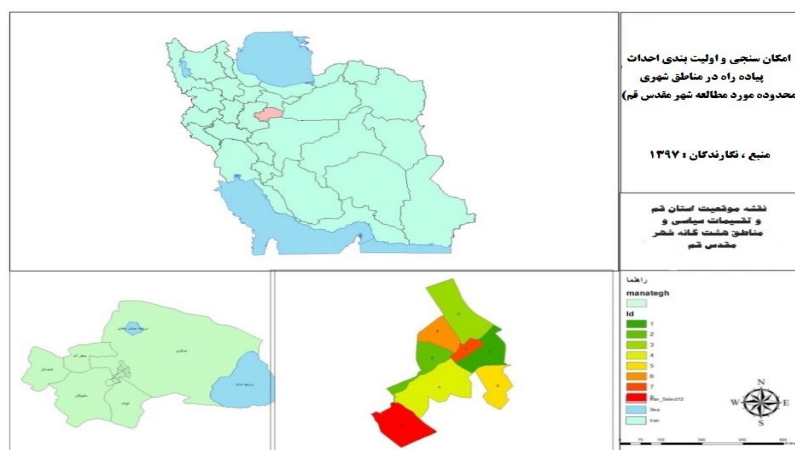 امکان سنجی و اولیت بندی احداث
پیاده راه در مناطق شهری
محدوده مورد مطالعه شهر مقدس قم)
منبع ، نگارندگان : ۱۳۹۷
نقشه موقعیت استان قم
و تقسیمات سیاسی و
مناطق هشت گانه شهر
مقدس قم
راهنما
manategh
Id
1
2
3
4
5
6
7
Sea
Iran
N
W E
S